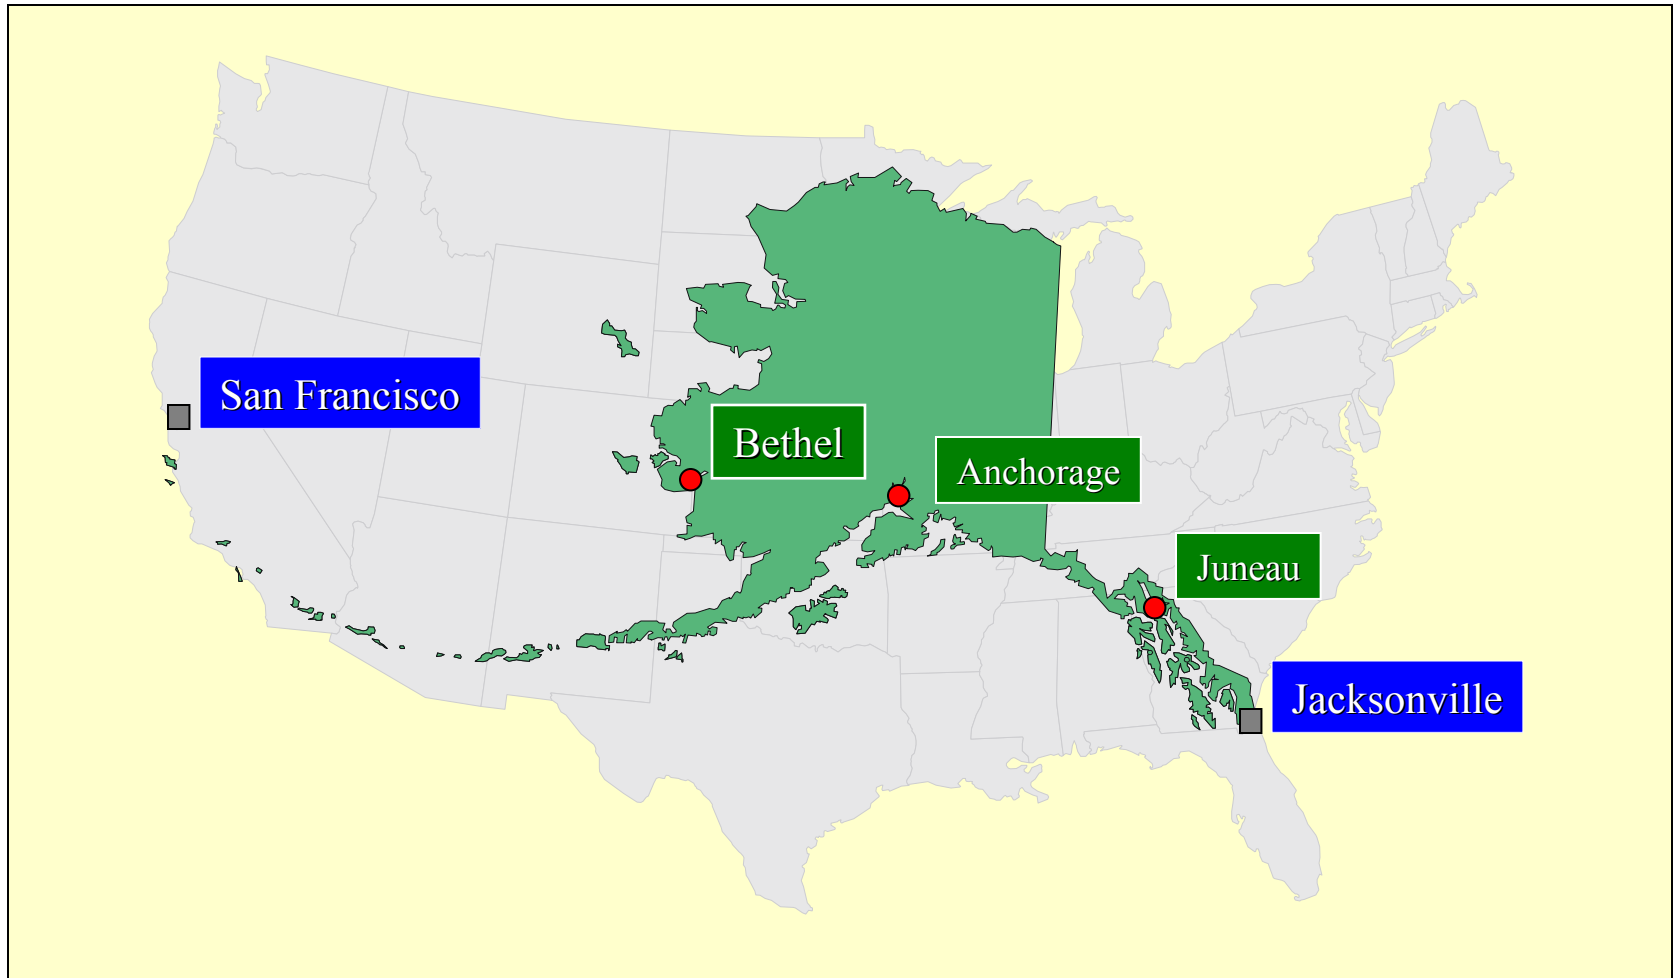 San Francisco
Bethel
Anchorage
Juneau
Jacksonville